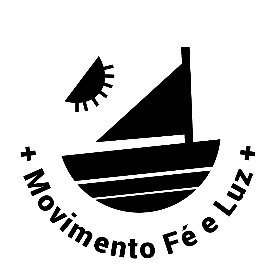 + Movimento Fé e Luz +